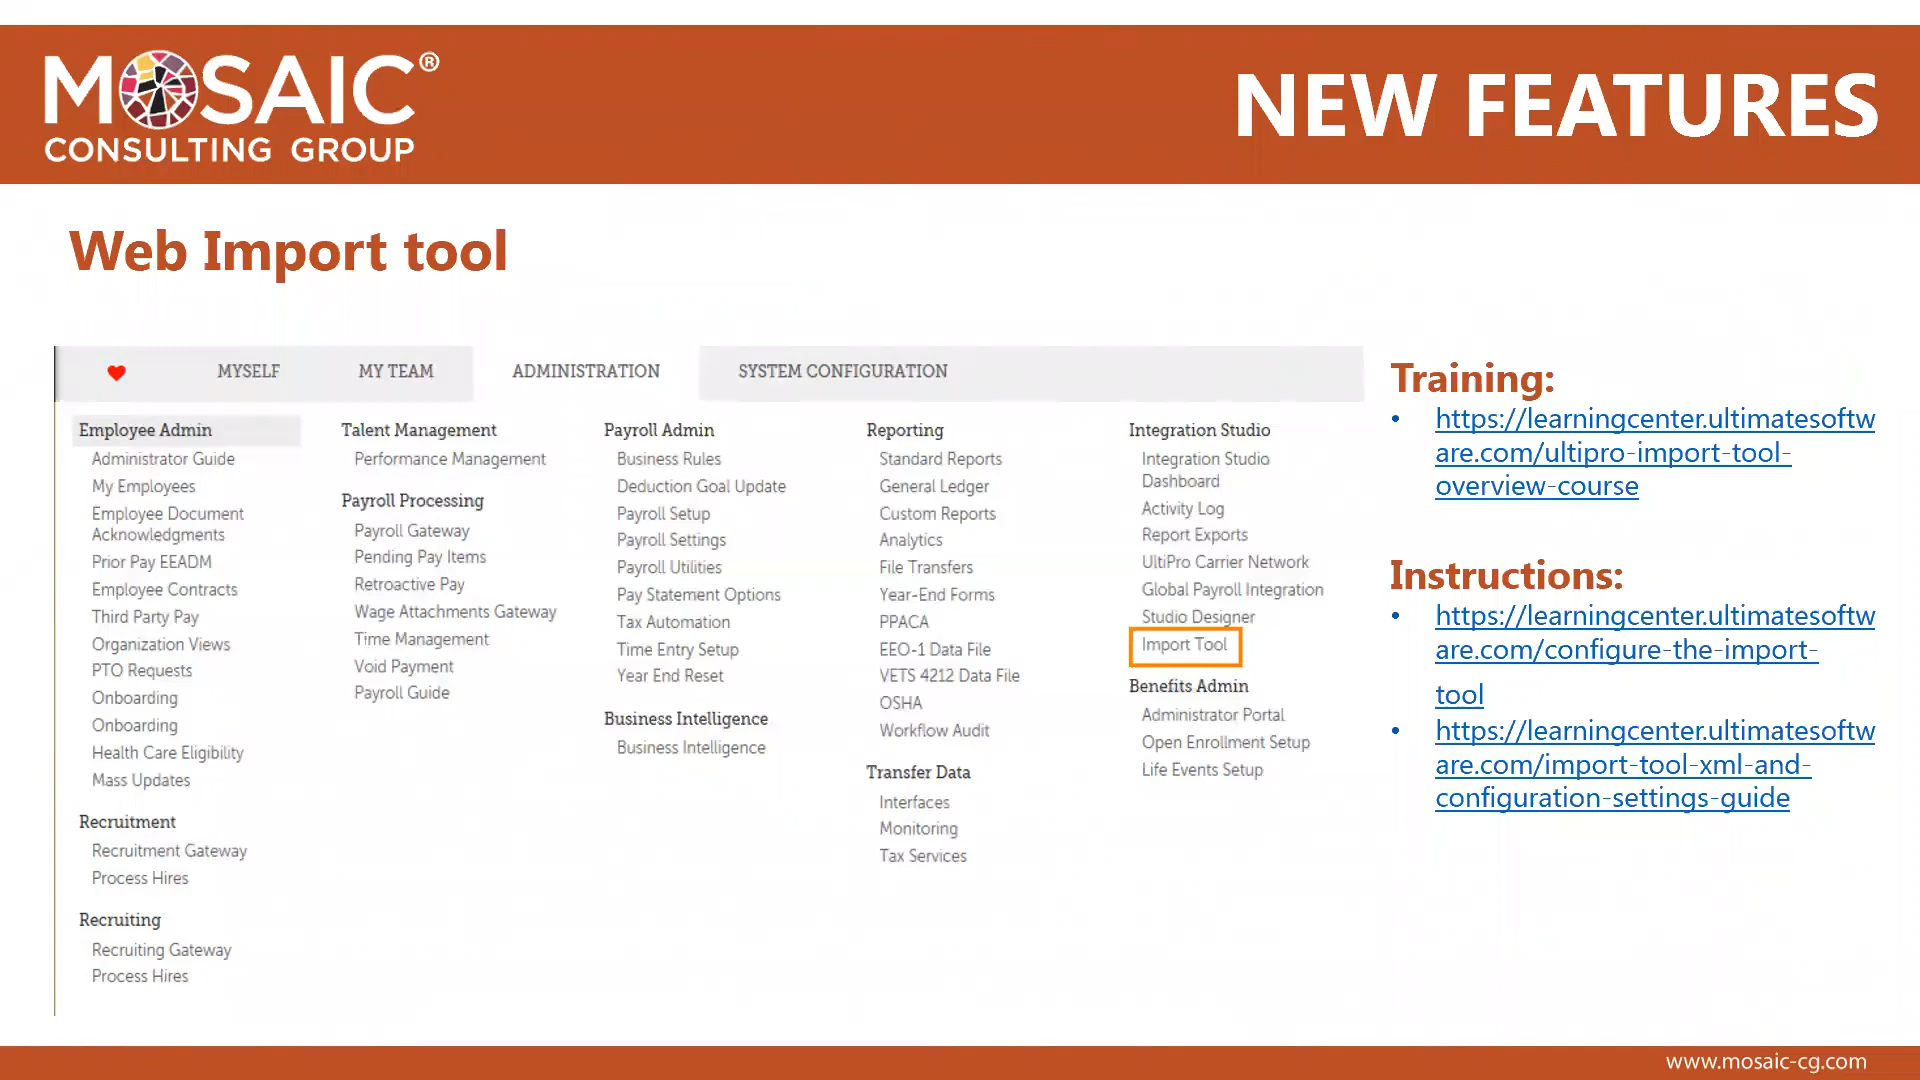 MOSAIC®
CONSULTING GROUP
NEW FEATURES
Web Import tool
MYSELF
MY TEAM
ADMINISTRATION
SYSTEM CONFIGURATION
Employee Admin
Administrator Guide
My Employees
Employee Document
Acknowledgments
Prior Pay EEADM
Employee Contracts
Third Party Pay
Organization Views
PTO Requests
Onboarding
Onboarding
Health Care Eligibility
Mass Updates
Recruitment
Recruitment Gateway
Process Hires
Recruiting
Recruiting Gateway
Process Hires
Talent Management
Performance Management
Payroll Processing
Payroll Gateway
Pending Pay Items
Retroactive Pay
Wage Attachments Gateway
Time Management
Void Payment
Payroll Guide
Payroll Admin
Business Rules
Deduction Goal Update
Payroll Setup
Payroll Settings
Payroll Utilities
Pay Statement Options
Tax Automation
Time Entry Setup
Year End Reset
Business Intelligence
Business Intelligence
Reporting
Standard Reports
General Ledger
Custom Reports
Analytics
File Transfers
Year-End Forms
PPACA
EEO-1 Data File
VETS 4212 Data File
OSHA
Workflow Audit
Transfer Data
Interfaces
Monitoring
Tax Services
Integration Studio
Integration Studio
Dashboard
Activity Log
Report Exports
UltiPro Carrier Network
Global Payroll Integration
Studio Designer
Import Tool
Benefits Admin
Administrator Portal
Open Enrollment Setup
Life Events Setup
Training:
• https://learningcenter.ultimatesoftw
are.com/ultipro-import-tool-
overview-course
Instructions:
• https://learningcenter.ultimatesoftw
are.com/configure-the-import-
tool
• https://learningcenter.ultimatesoftw
are.com/import-tool-xml-and-
configuration-settings-guide
www.mosaic-cg.com